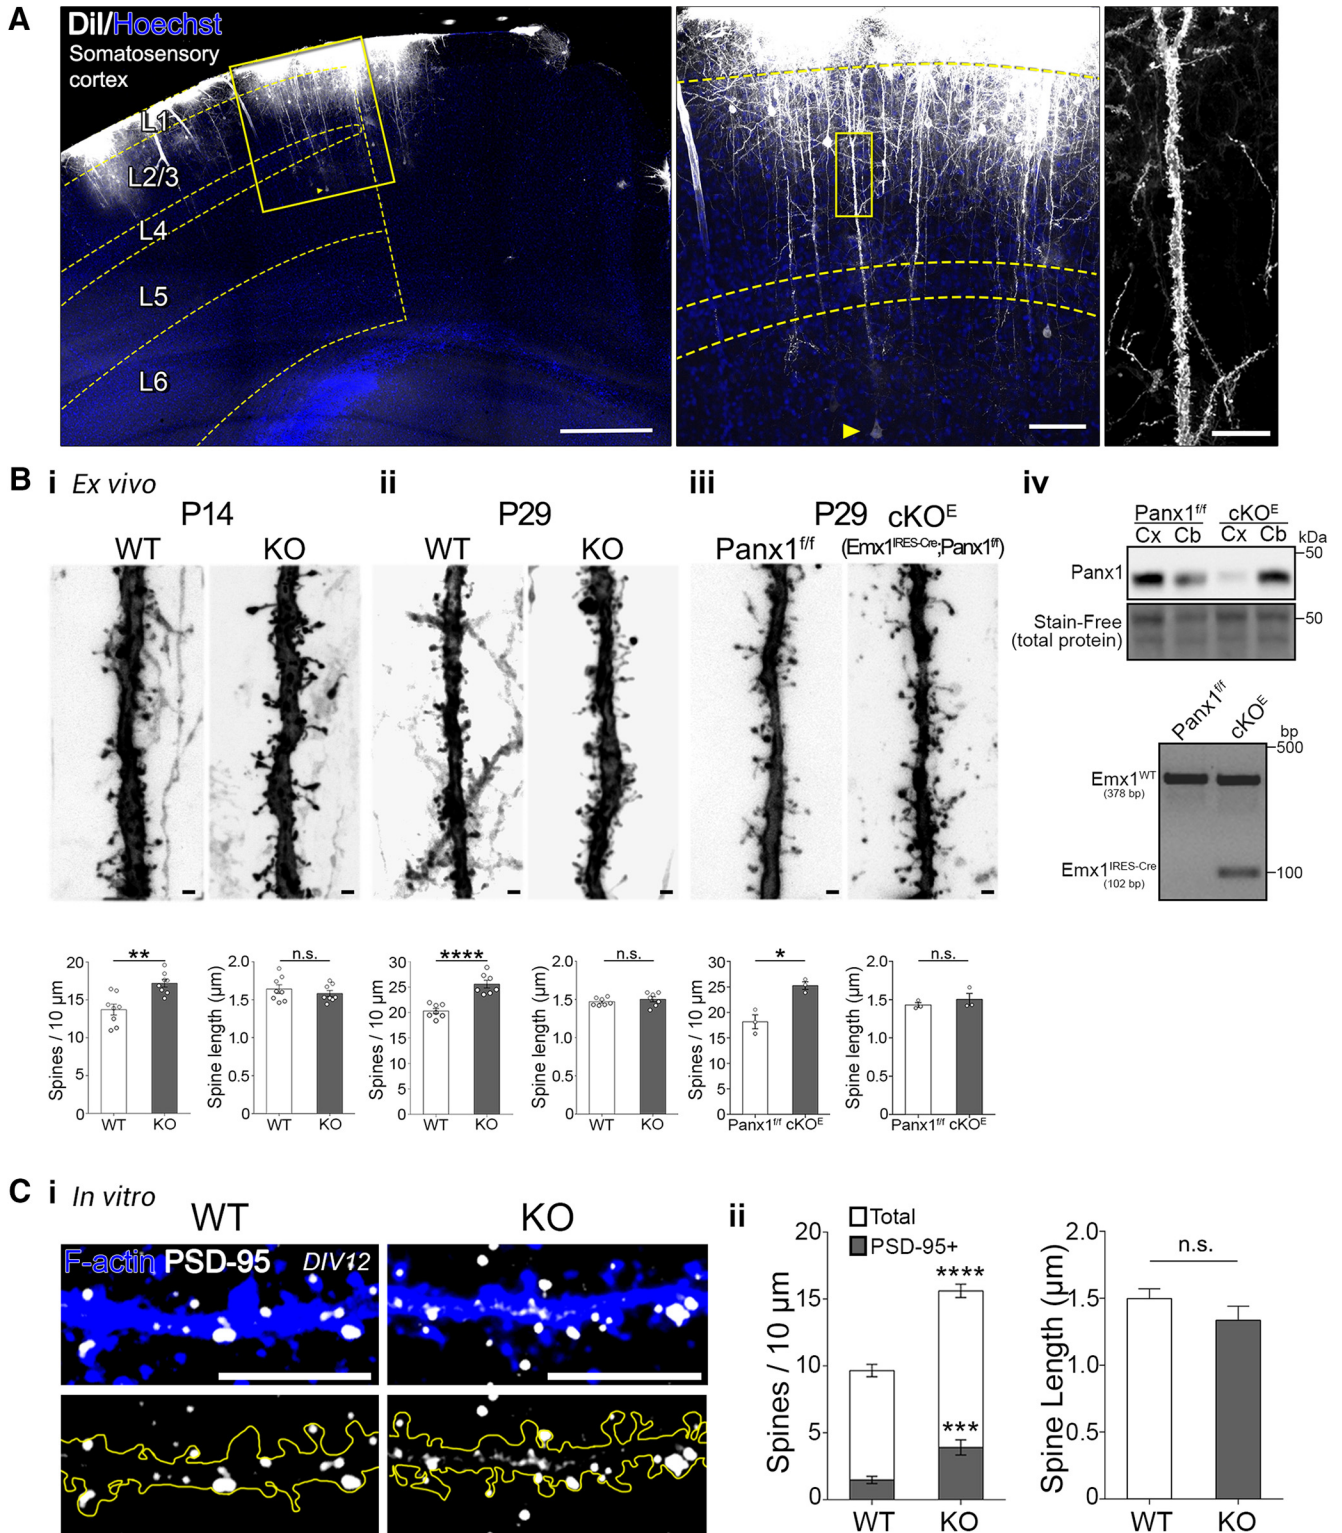 A
DiI/Hoechst
Somatosensory
cortex
L1
L2/3
L4
L5
L6
B i Ex vivo ii iii iv
P14 P29 P29 cKOᴱ
WT KO WT KO Panx1f/f (Emx1IRES-Cre;Panx1f/f)
Panx1f/f cKOE
Cx Cb Cx Cb kDa
50
Panx1
Stain-Free 50
(total protein)
Panx1f/f cKOE bp
500
Emx1WT
(378 bp)
Emx1IRES-Cre 100
(102 bp)
** n.s. **** n.s. * n.s.
Spines / 10 µm
20
15
10
5
0
WT KO
Spine length (µm)
2.0
1.5
1.0
0.5
0
WT KO
Spines / 10 µm
30
25
20
15
10
5
0
WT KO
Spine length (µm)
2.0
1.5
1.0
0.5
0
WT KO
Spines / 10 µm
30
25
20
15
10
5
0
Panx1f/f cKOE
Spine length (µm)
2.0
1.5
1.0
0.5
0
Panx1f/f cKOE
C i In vitro
WT KO
F-actin PSD-95 DIV12
ii
Total
PSD-95+
****
***
Spines / 10 µm
20
15
10
5
0
WT KO
n.s.
Spine Length (µm)
2.0
1.5
1.0
0.5
0
WT KO